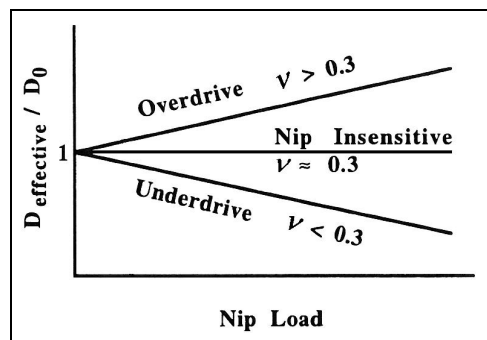 D effective / D0
1
Overdrive ν > 0.3
Nip Insensitive
ν ≈ 0.3
Underdrive ν < 0.3
Nip Load